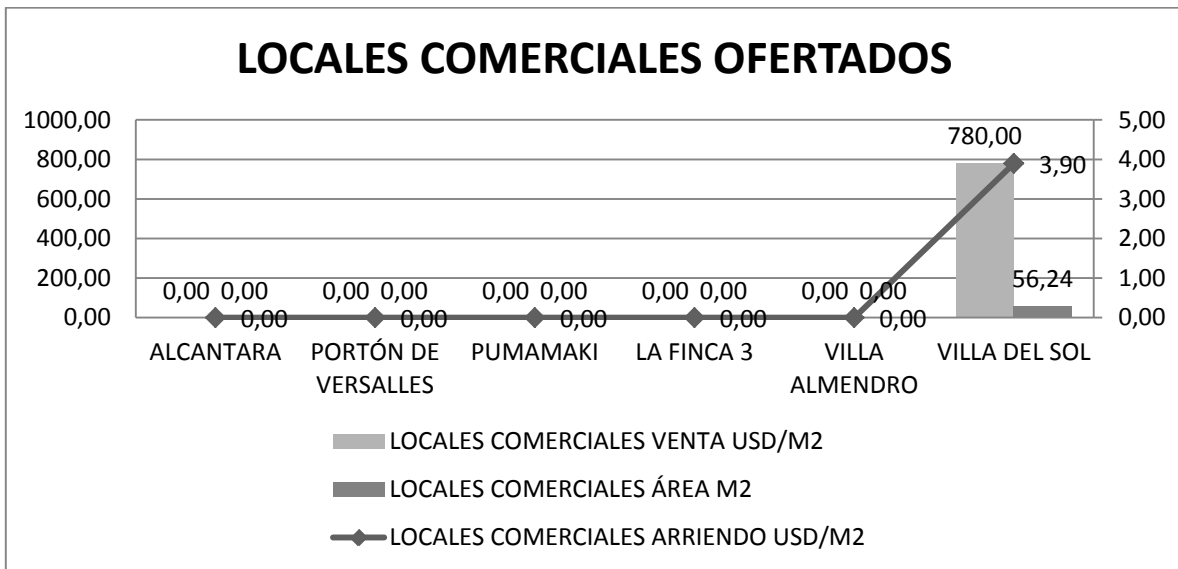 LOCALES COMERCIALES OFERTADOS
1000,00
800,00
600,00
400,00
200,00
0,00
5,00
4,00
3,00
2,00
1,00
0,00
0,00 0,00
0,00
0,00 0,00
0,00
0,00 0,00
0,00
0,00 0,00
0,00
0,00 0,00
0,00
780,00
3,90
56,24
ALCANTARA
PORTÓN DE
VERSALLES
PUMAMAKI
LA FINCA 3
VILLA
ALMENDRO
VILLA DEL SOL
LOCALES COMERCIALES VENTA USD/M2
LOCALES COMERCIALES ÁREA M2
LOCALES COMERCIALES ARRIENDO USD/M2